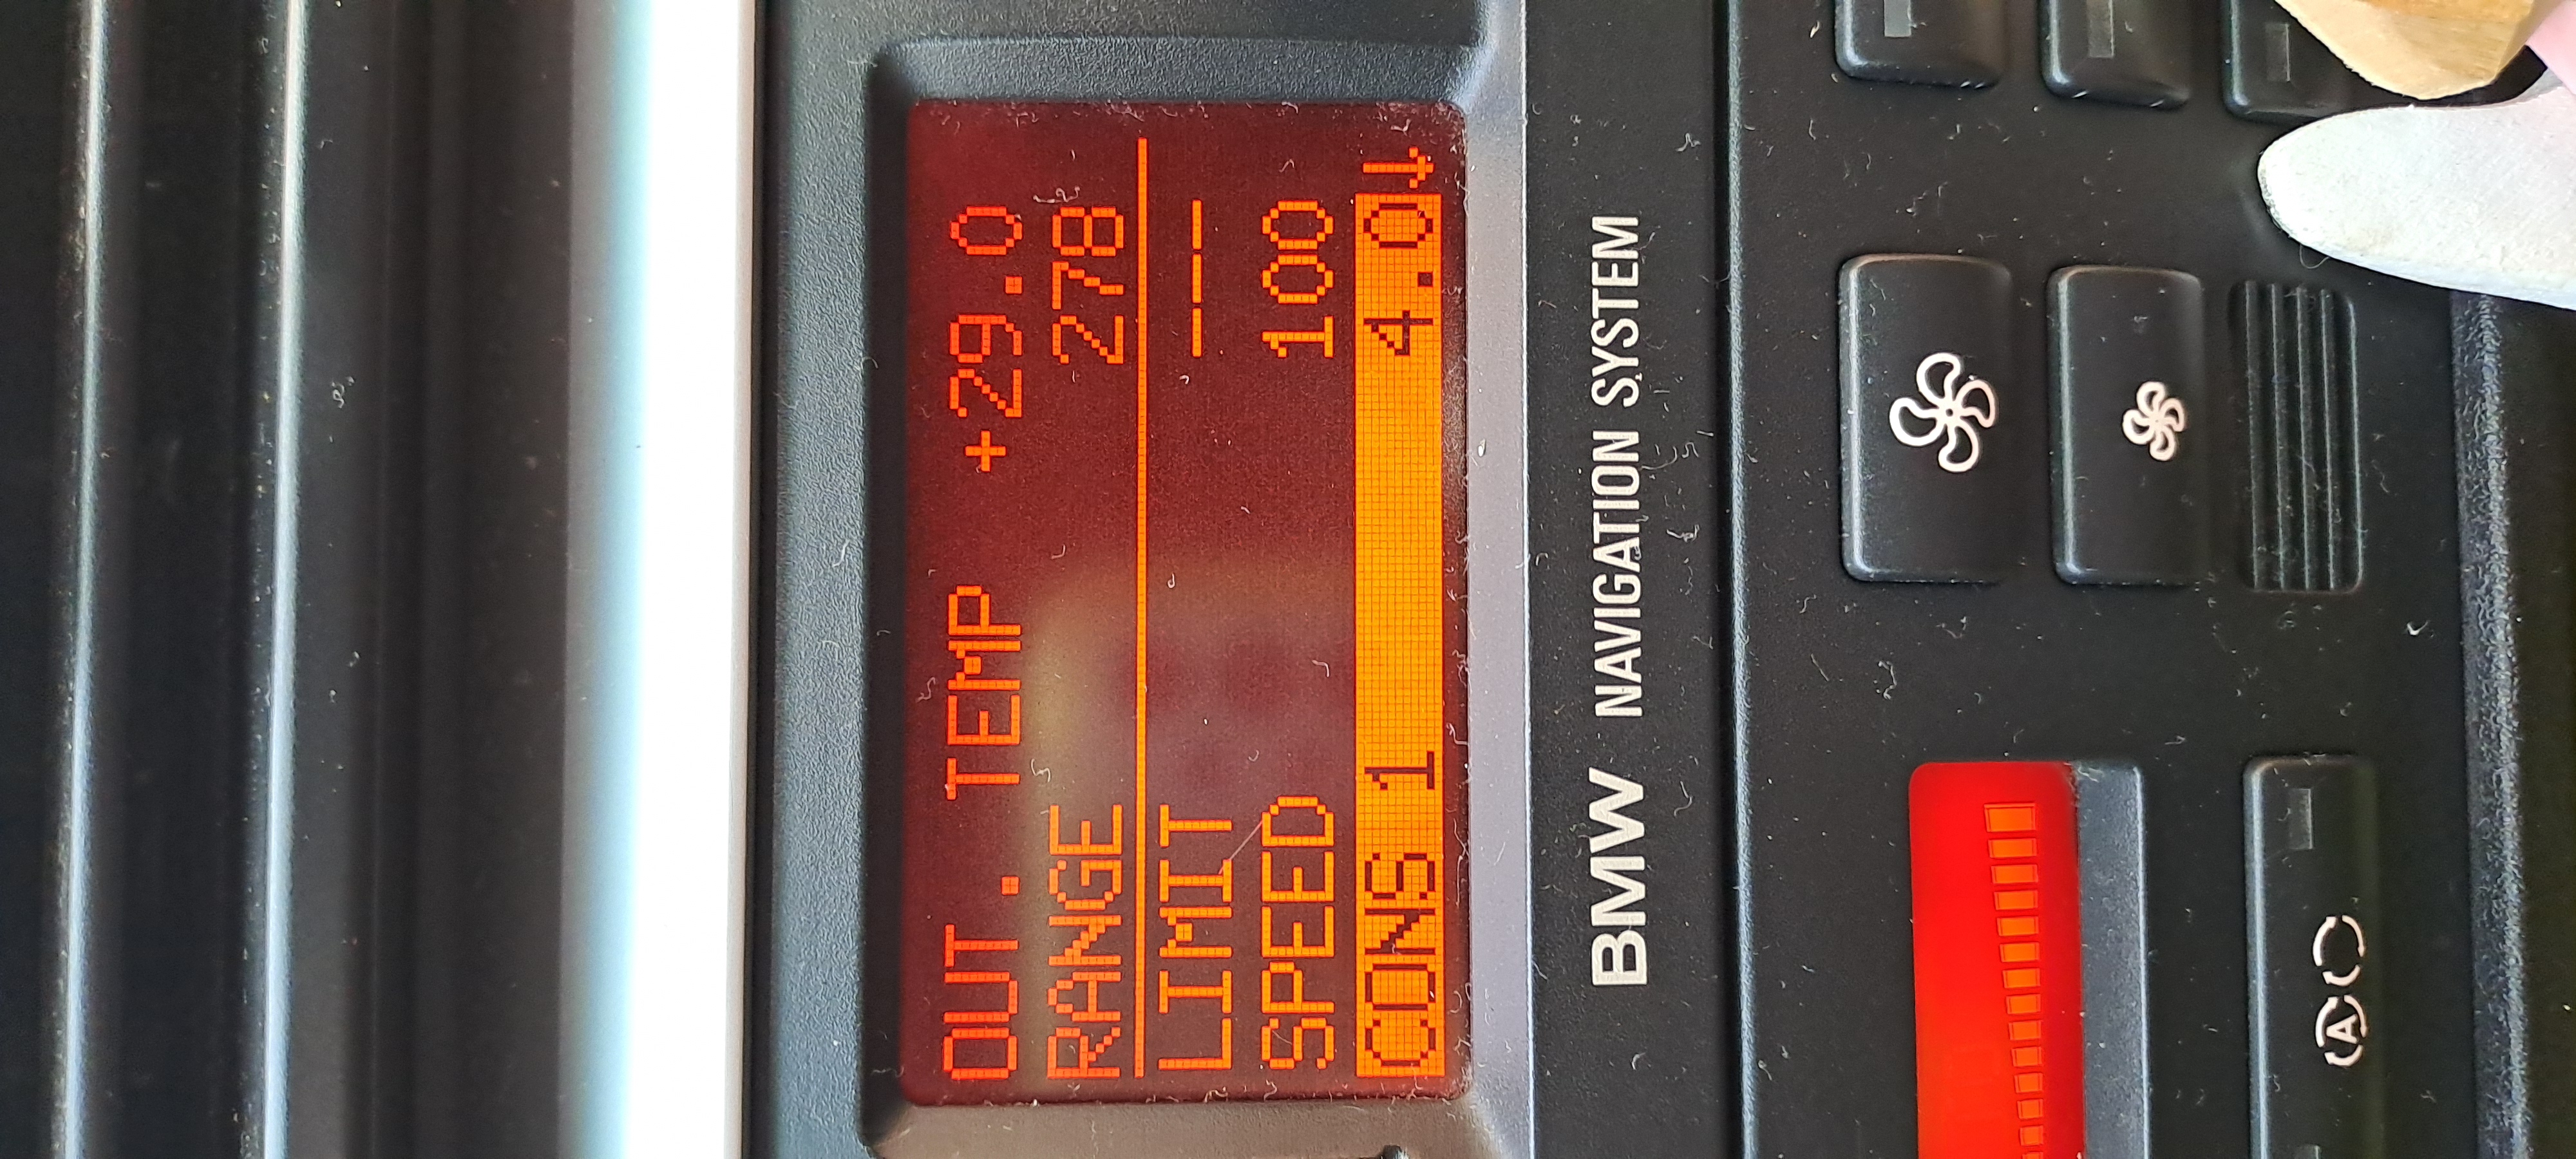 OUT. TEMP +29.0
RANGE 278
LIMIT ---
SPEED 100
CONS 1 4.0
BMW NAVIGATION SYSTEM
A